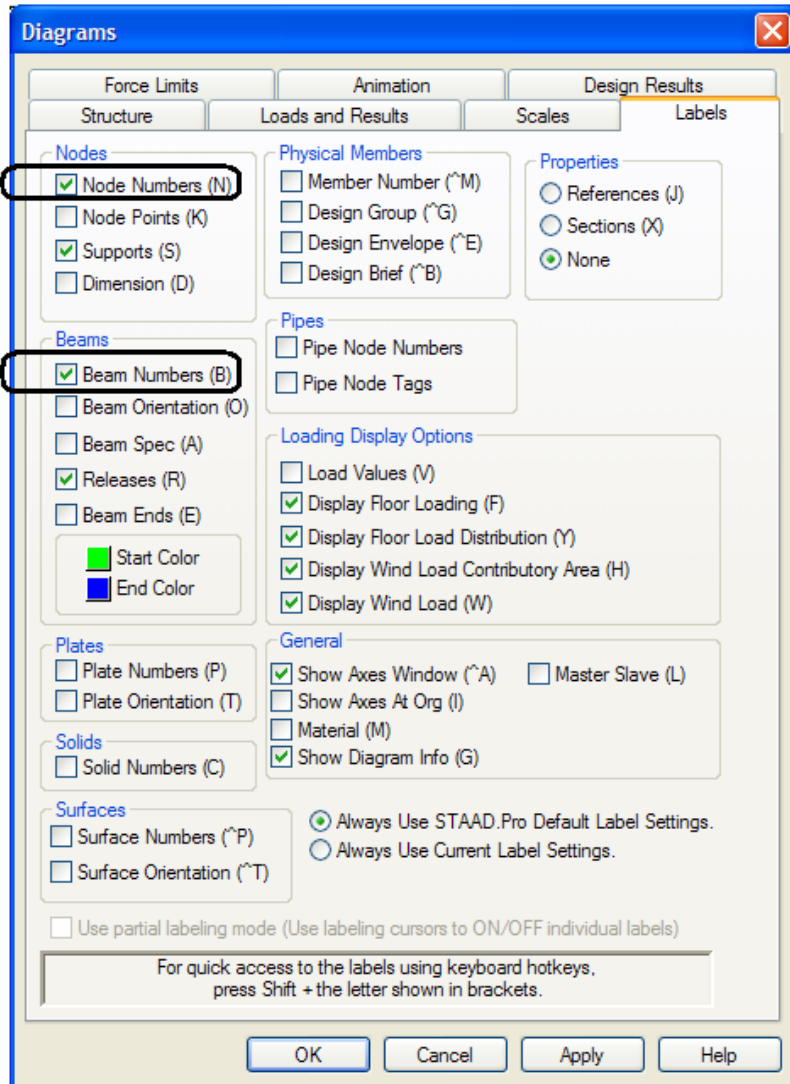 Diagrams
Force Limits
Animation
Design Results
Structure
Loads and Results
Scales
Labels
Nodes
Node Numbers (N)
Node Points (K)
Supports (S)
Dimension (D)
Physical Members
Member Number (^M)
Design Group (^G)
Design Envelope (^E)
Design Brief (^B)
Properties
References (J)
Sections (X)
None
Beams
Beam Numbers (B)
Beam Orientation (O)
Beam Spec (A)
Releases (R)
Beam Ends (E)
Start Color
End Color
Pipes
Pipe Node Numbers
Pipe Node Tags
Loading Display Options
Load Values (V)
Display Floor Loading (F)
Display Floor Load Distribution (Y)
Display Wind Load Contributory Area (H)
Display Wind Load (W)
Plates
Plate Numbers (P)
Plate Orientation (T)
General
Show Axes Window (^A)
Master Slave (L)
Show Axes At Org (I)
Material (M)
Show Diagram Info (G)
Solids
Solid Numbers (C)
Surfaces
Surface Numbers (^P)
Surface Orientation (^T)
Always Use STAAD.Pro Default Label Settings.
Always Use Current Label Settings.
Use partial labeling mode (Use labeling cursors to ON/OFF individual labels)
For quick access to the labels using keyboard hotkeys,
press Shift + the letter shown in brackets.
OK
Cancel
Apply
Help